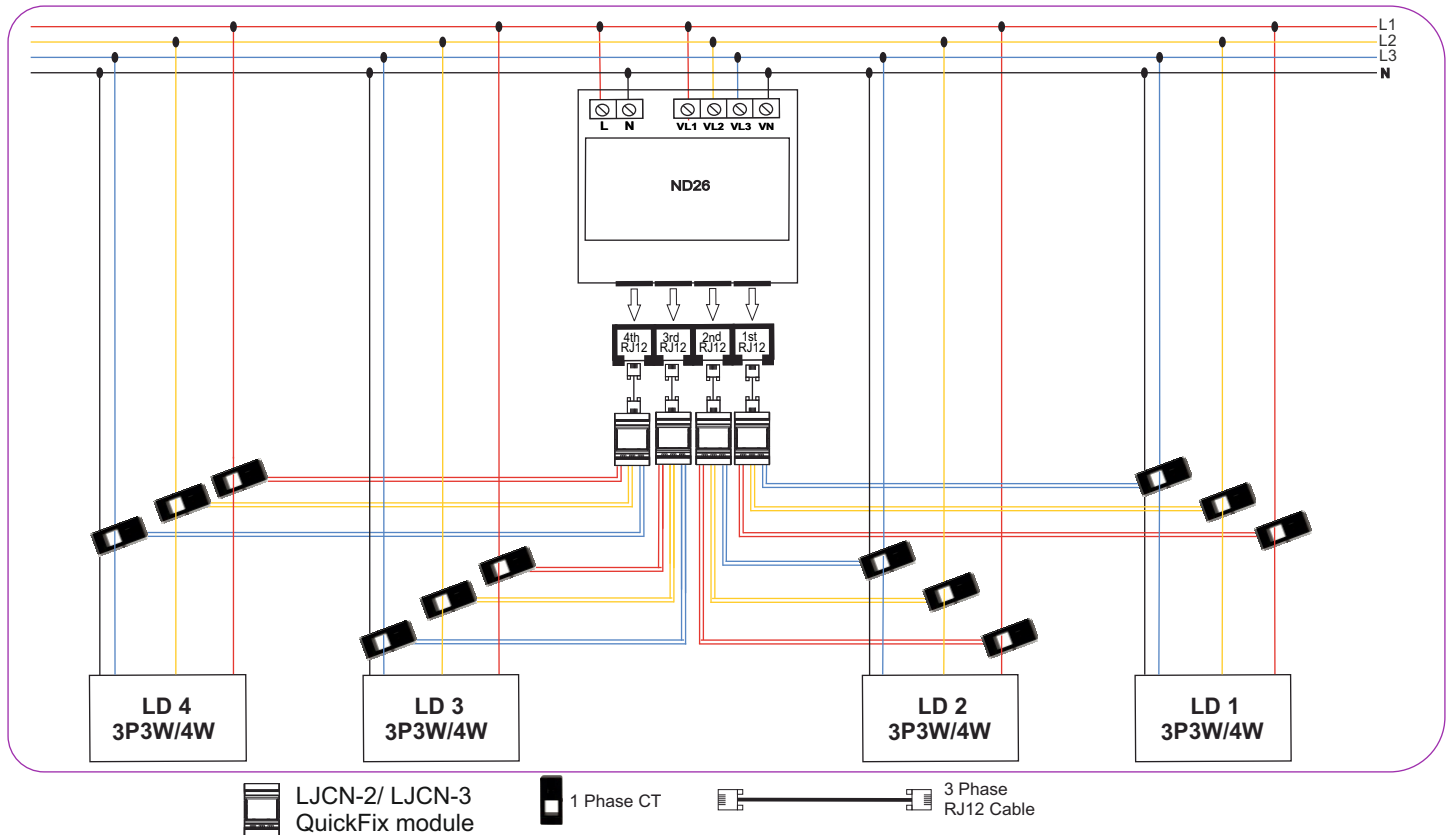 L1
L2
L3
N
L N VL1 VL2 VL3 VN
ND26
4th 3rd 2nd 1st
RJ12 RJ12 RJ12 RJ12
LD 4
3P3W/4W
LD 3
3P3W/4W
LD 2
3P3W/4W
LD 1
3P3W/4W
LJCN-2/ LJCN-3
QuickFix module
1 Phase CT
3 Phase
RJ12 Cable